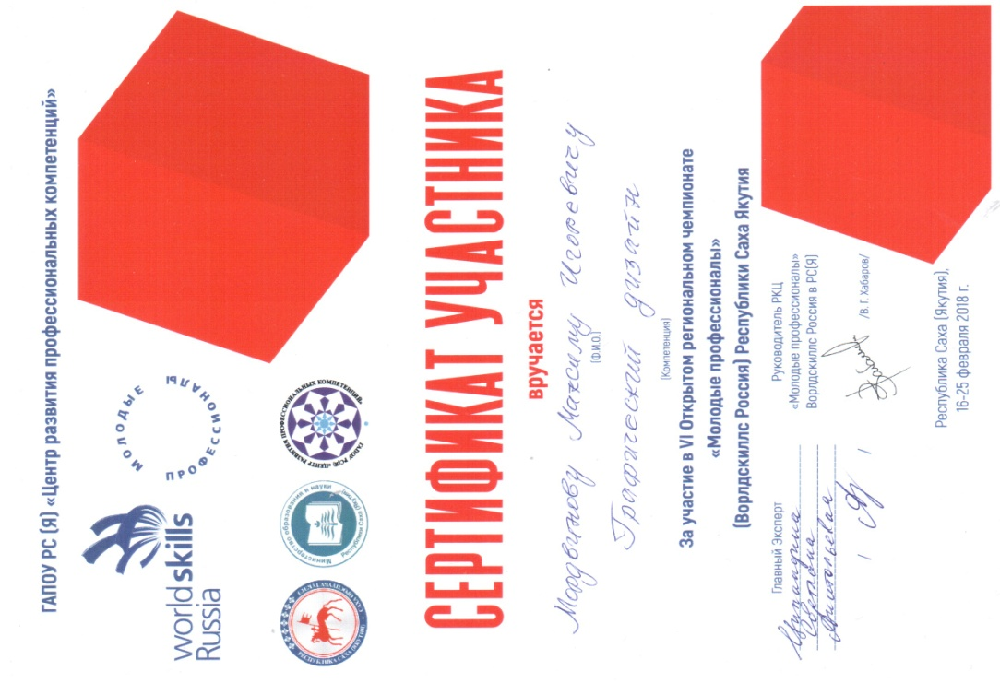 ГАПОУ РС (Я) «Центр развития профессиональных компетенций»
worldskills
Russia
МОЛОДЫЕ
ПРОФЕССИОНАЛЫ
РЕСПУБЛИКА САХА (ЯКУТИЯ)
Министерство образования и науки
Республики Саха (Якутия)
ГАПОУ РС(Я) «ЦЕНТР РАЗВИТИЯ ПРОФЕССИОНАЛЬНЫХ КОМПЕТЕНЦИЙ»
СЕРТИФИКАТ УЧАСТНИКА
вручается
Мордвинову Максиму Игоревичу
(Ф.И.О.)
Графический дизайн
(Компетенция)
За участие в VI Открытом региональном чемпионате
«Молодые профессионалы»
(Ворлдскиллс Россия) Республики Саха Якутия
Главный Эксперт
Светлана
/ /
Руководитель РКЦ
«Молодые профессионалы»
Ворлдскиллс Россия в РС(Я)
/В. Г. Хабаров/
Республика Саха (Якутия),
16-25 февраля 2018 г.